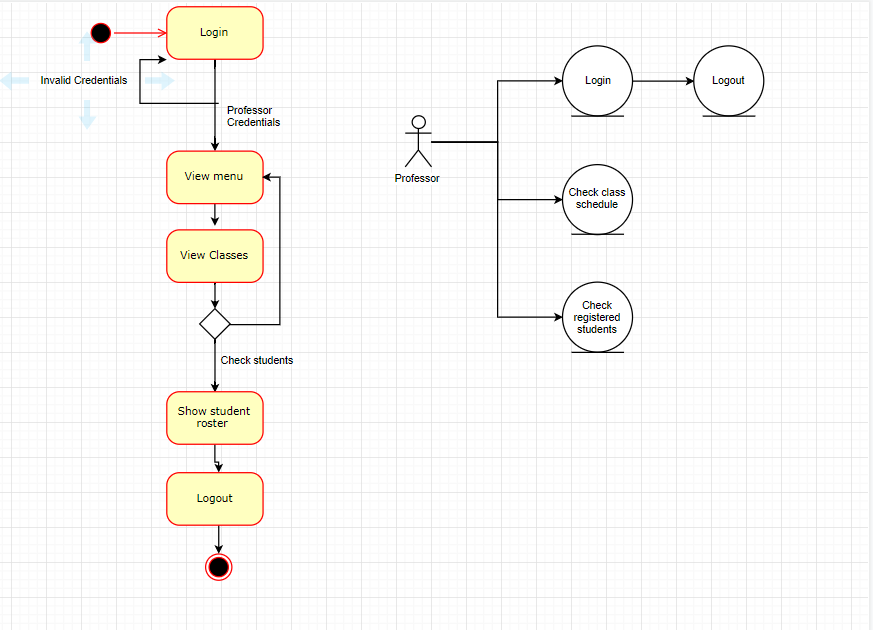 Login
Invalid Credentials
Professor
Credentials
View menu
View Classes
Check students
Show student
roster
Logout
Professor
Login
Logout
Check class
schedule
Check
registered
students